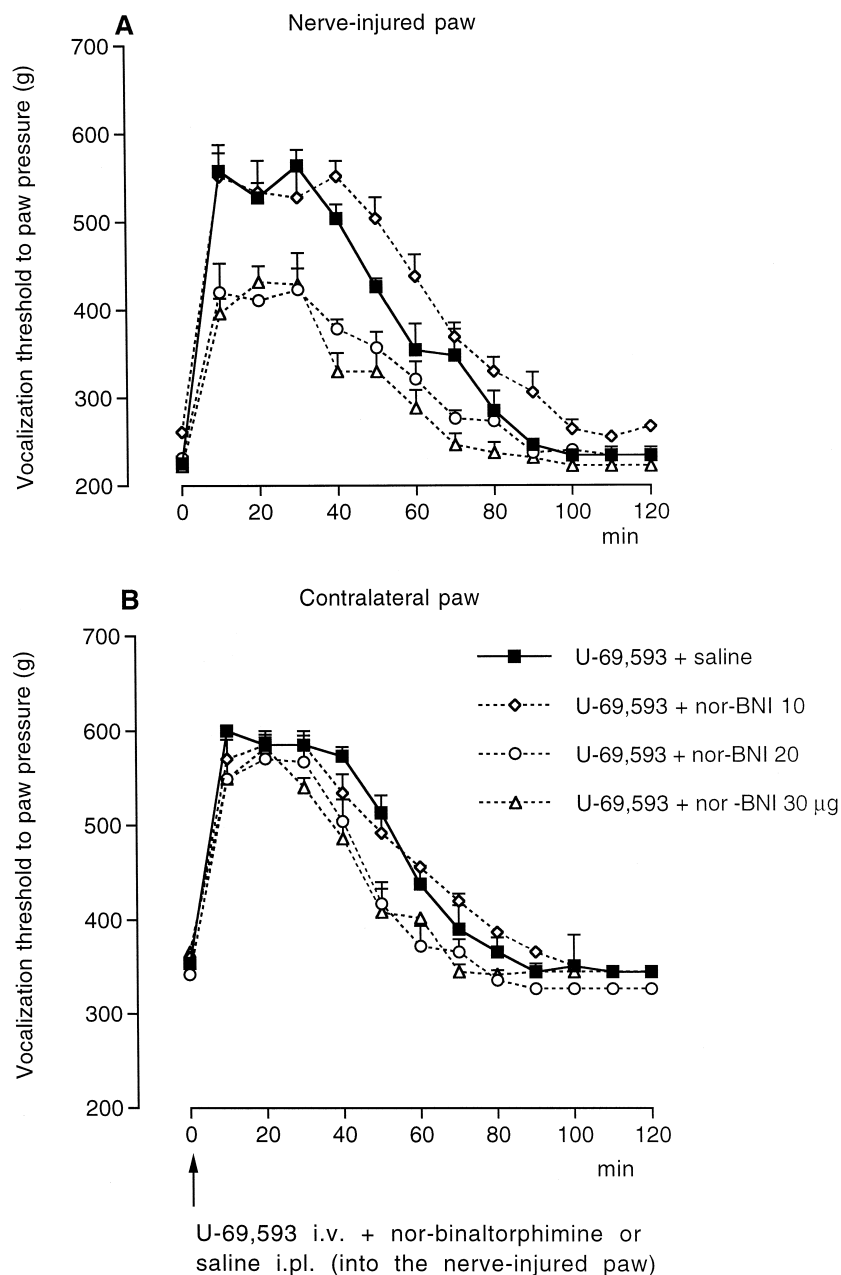 A
Nerve-injured paw
Vocalization threshold to paw pressure (g)
700
600
500
400
300
200
0 20 40 60 80 100 120
min
B
Contralateral paw
Vocalization threshold to paw pressure (g)
700
600
500
400
300
200
U-69,593 + saline
U-69,593 + nor-BNI 10
U-69,593 + nor-BNI 20
U-69,593 + nor -BNI 30 µg
0 20 40 60 80 100 120
min
U-69,593 i.v. + nor-binaltorphimine or
saline i.pl. (into the nerve-injured paw)